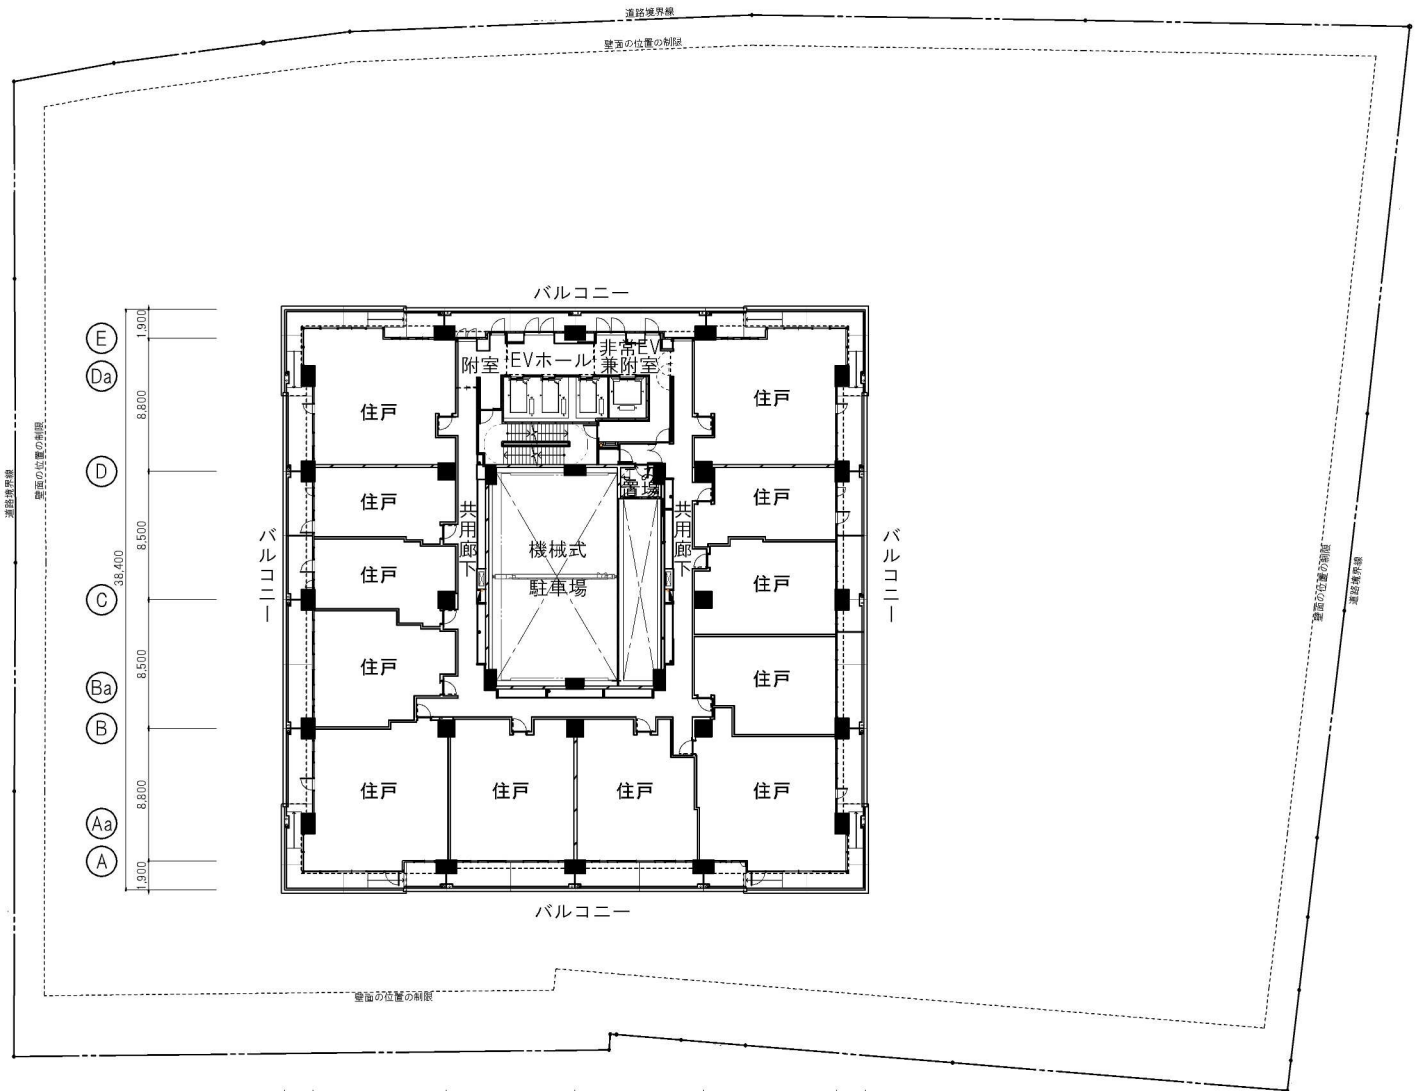 道路境界線
壁面の位置の制限
バルコニー
E
1,900
附室
EVホール
非常EV
兼附室
Da
8,800
住戸
住戸
D
住戸
住戸
置場
道路境界線
壁面の位置の制限
バルコニー
8,500
38,400
共用廊下
機械式
駐車場
共用廊下
バルコニー
住戸
住戸
C
壁面の位置の制限
道路境界線
8,500
住戸
住戸
Ba
B
8,800
住戸
住戸
住戸
住戸
Aa
A
1,900
バルコニー
壁面の位置の制限